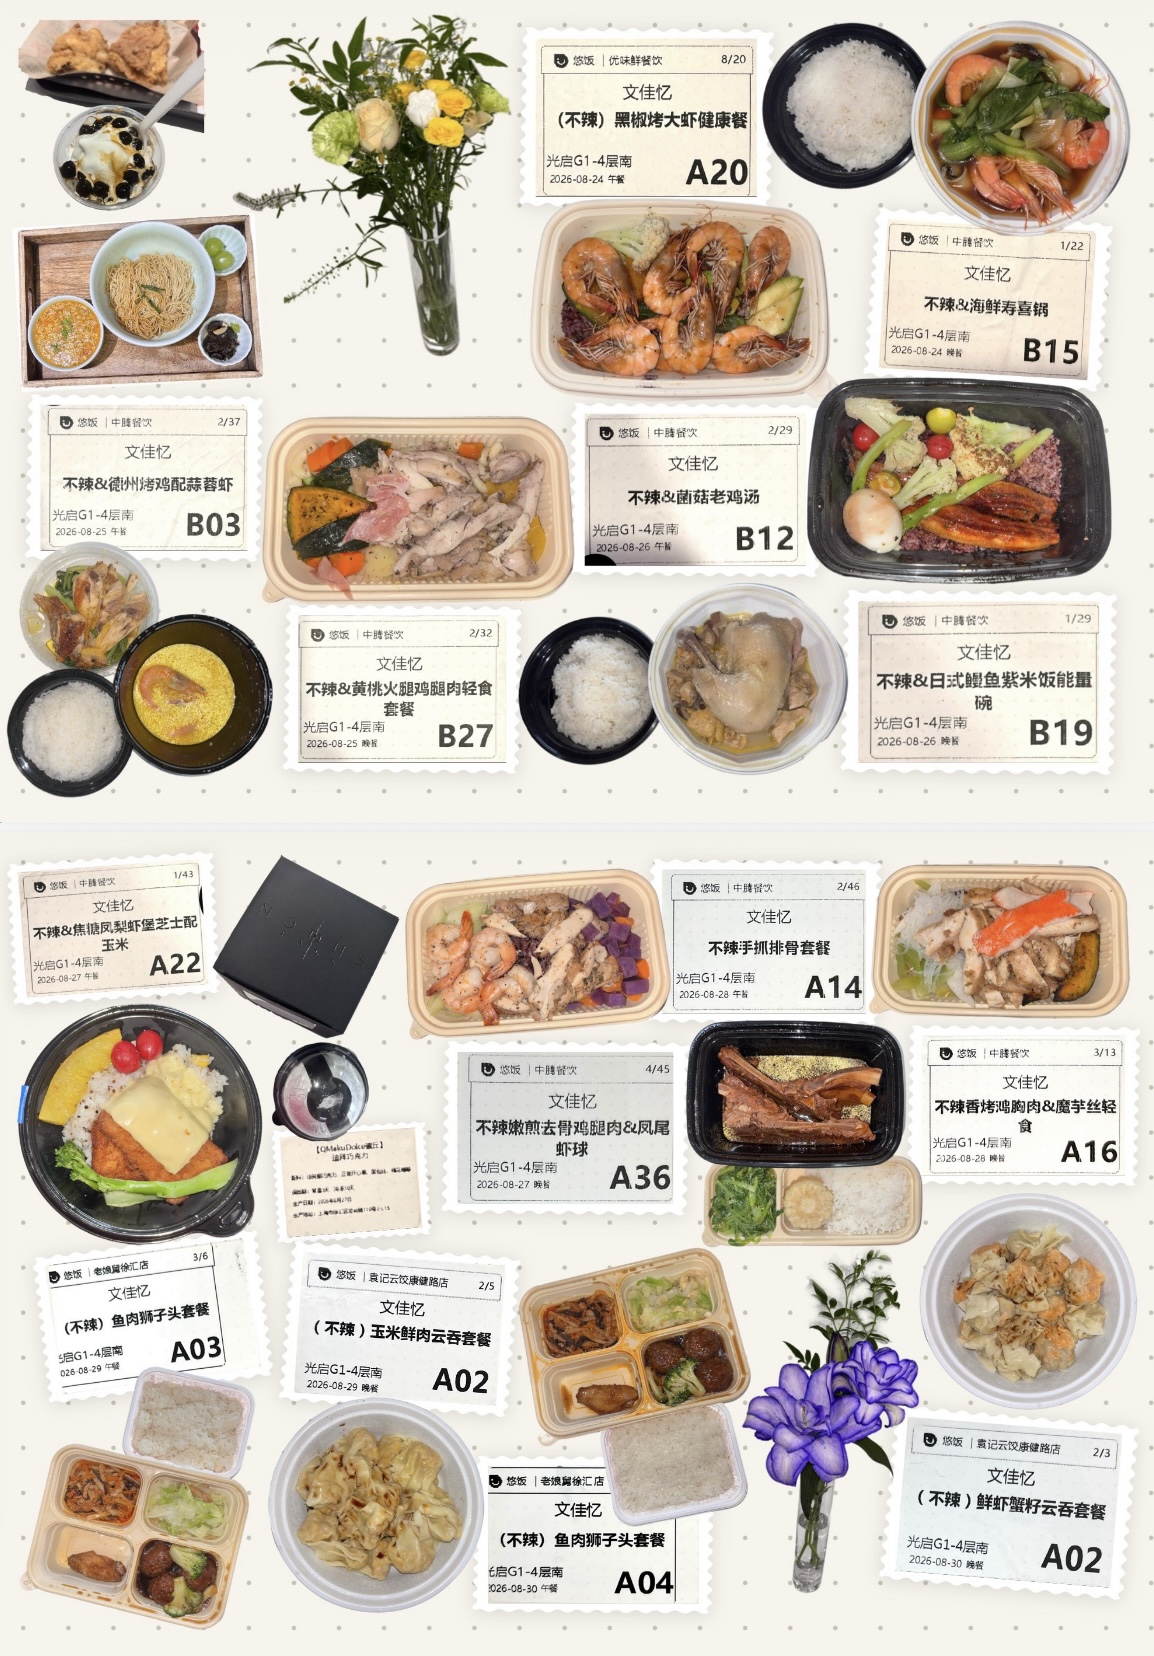 悠饭 | 优味鲜餐饮 8/20
文佳忆
（不辣）黑椒烤大虾健康餐
光启G1-4层南
2026-08-24 午餐
A20
悠饭 | 中膳餐饮 1/22
文佳忆
不辣&海鲜寿喜锅
光启G1-4层南
2026-08-24 晚餐
B15
悠饭 | 中膳餐饮 2/37
文佳忆
不辣&德州烤鸡配蒜蓉虾
光启G1-4层南
2026-08-25 午餐
B03
悠饭 | 中膳餐饮 2/29
文佳忆
不辣&菌菇老鸡汤
光启G1-4层南
2026-08-26 午餐
B12
悠饭 | 中膳餐饮 2/32
文佳忆
不辣&黄桃火腿鸡腿肉轻食
套餐
光启G1-4层南
2026-08-25 晚餐
B27
悠饭 | 中膳餐饮 1/29
文佳忆
不辣&日式鳗鱼紫米饭能量
碗
光启G1-4层南
2026-08-26 晚餐
B19
悠饭 | 中膳餐饮 1/43
文佳忆
不辣&焦糖凤梨虾堡芝士配
玉米
光启G1-4层南
2026-08-27 午餐
A22
悠饭 | 中膳餐饮 2/46
文佳忆
不辣手抓排骨套餐
光启G1-4层南
2026-08-28 午餐
A14
悠饭 | 中膳餐饮 4/45
文佳忆
不辣嫩煎去骨鸡腿肉&凤尾
虾球
光启G1-4层南
2026-08-27 晚餐
A36
悠饭 | 中膳餐饮 3/13
文佳忆
不辣香烤鸡胸肉&魔芋丝轻
食
光启G1-4层南
2026-08-28 晚餐
A16
迪拜巧克力
悠饭 | 老娘舅徐汇店 3/6
文佳忆
（不辣）鱼肉狮子头套餐
启G1-4层南
026-08-29 午餐
A03
悠饭 | 袁记云饺康健路店 2/5
文佳忆
（不辣）玉米鲜肉云吞套餐
光启G1-4层南
2026-08-29 晚餐
A02
悠饭 | 老娘舅徐汇店
文佳忆
（不辣）鱼肉狮子头套餐
启G1-4层南
2026-08-30 午餐
A04
悠饭 | 袁记云饺康健路店 2/3
文佳忆
（不辣）鲜虾蟹籽云吞套餐
光启G1-4层南
2026-08-30 晚餐
A02